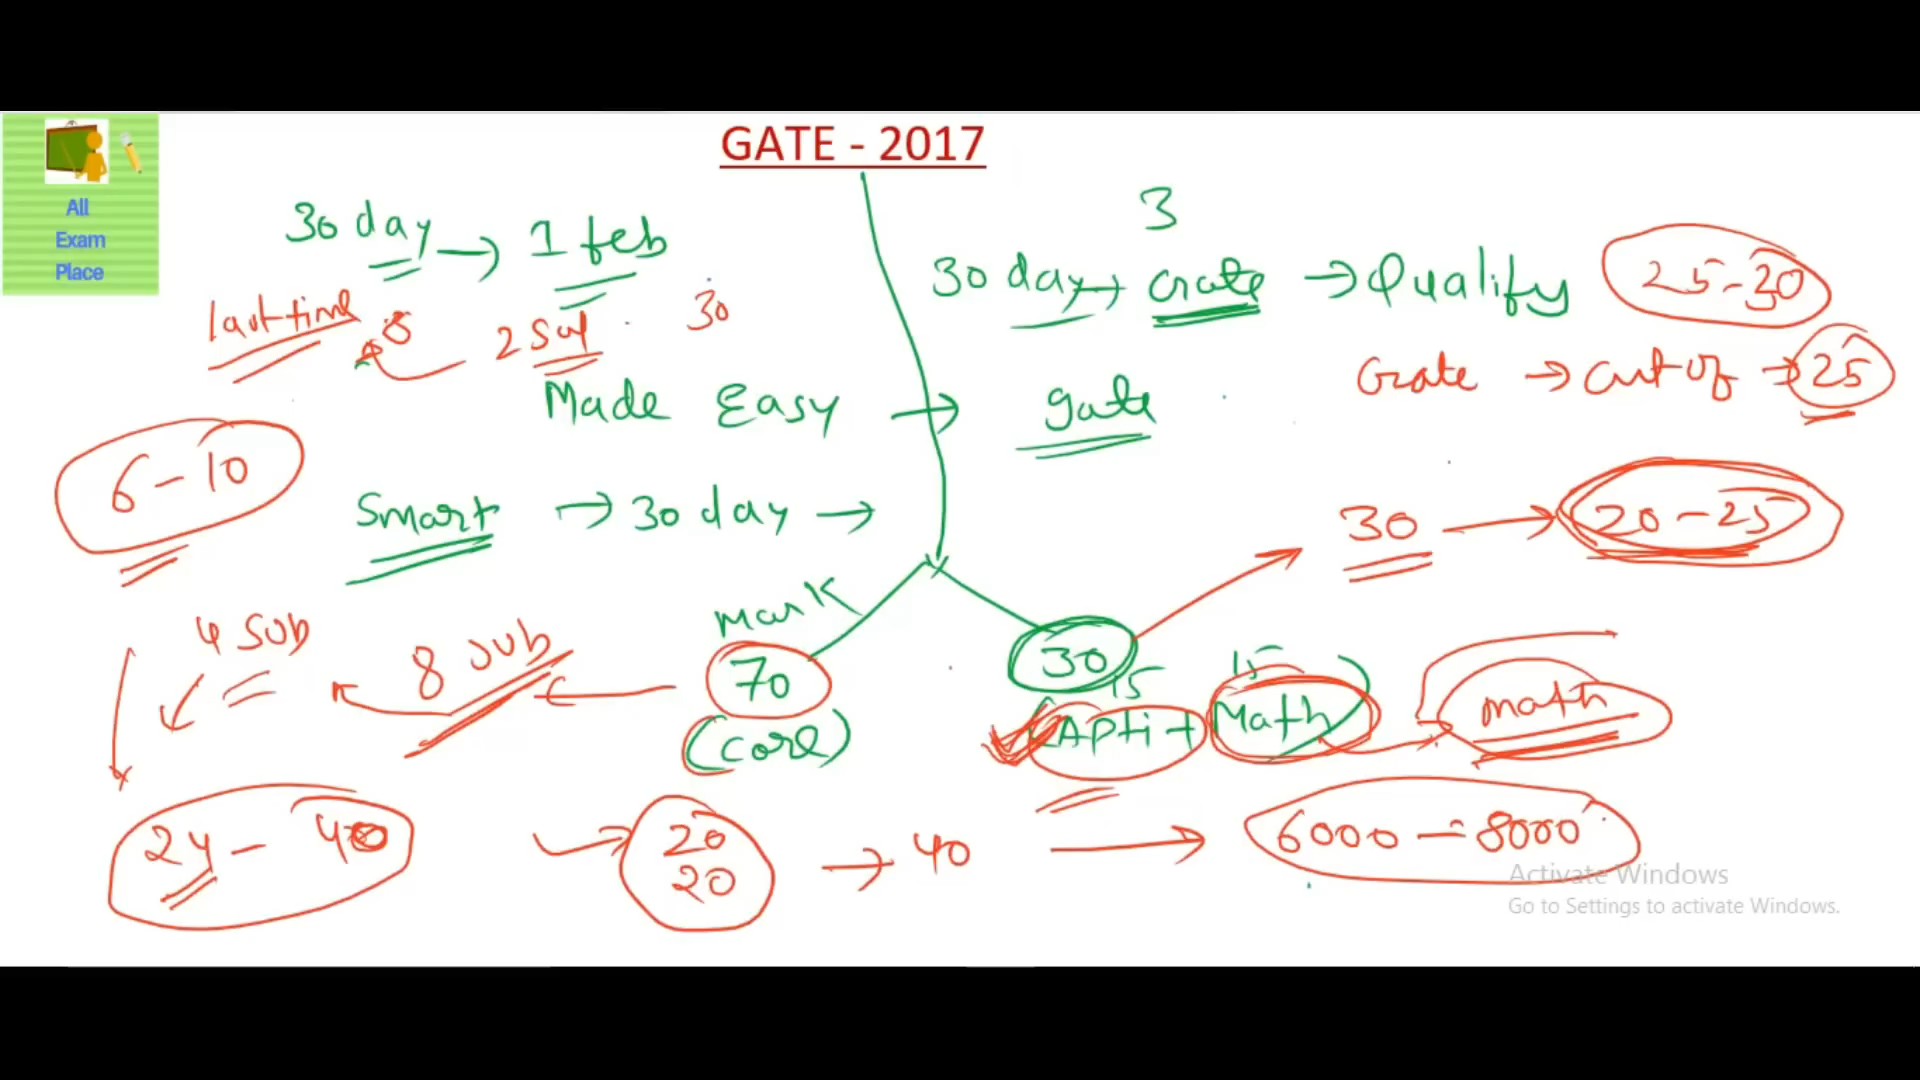 GATE - 2017
All
Exam
Place
30 day → 1 feb
last time
2 Sul
30
3
30 day → Gate → Qualify 25-30
Gate → cut of → 25
Made Easy → gate
6-10
Smart → 30 day →
30 → 20-25
Mark
4 sub
8 sub
70
(core)
30
15
15
(APti + Math)
math
24 - 40
20
20
→ 40 → 6000 - 8000
Activate Windows
Go to Settings to activate Windows.